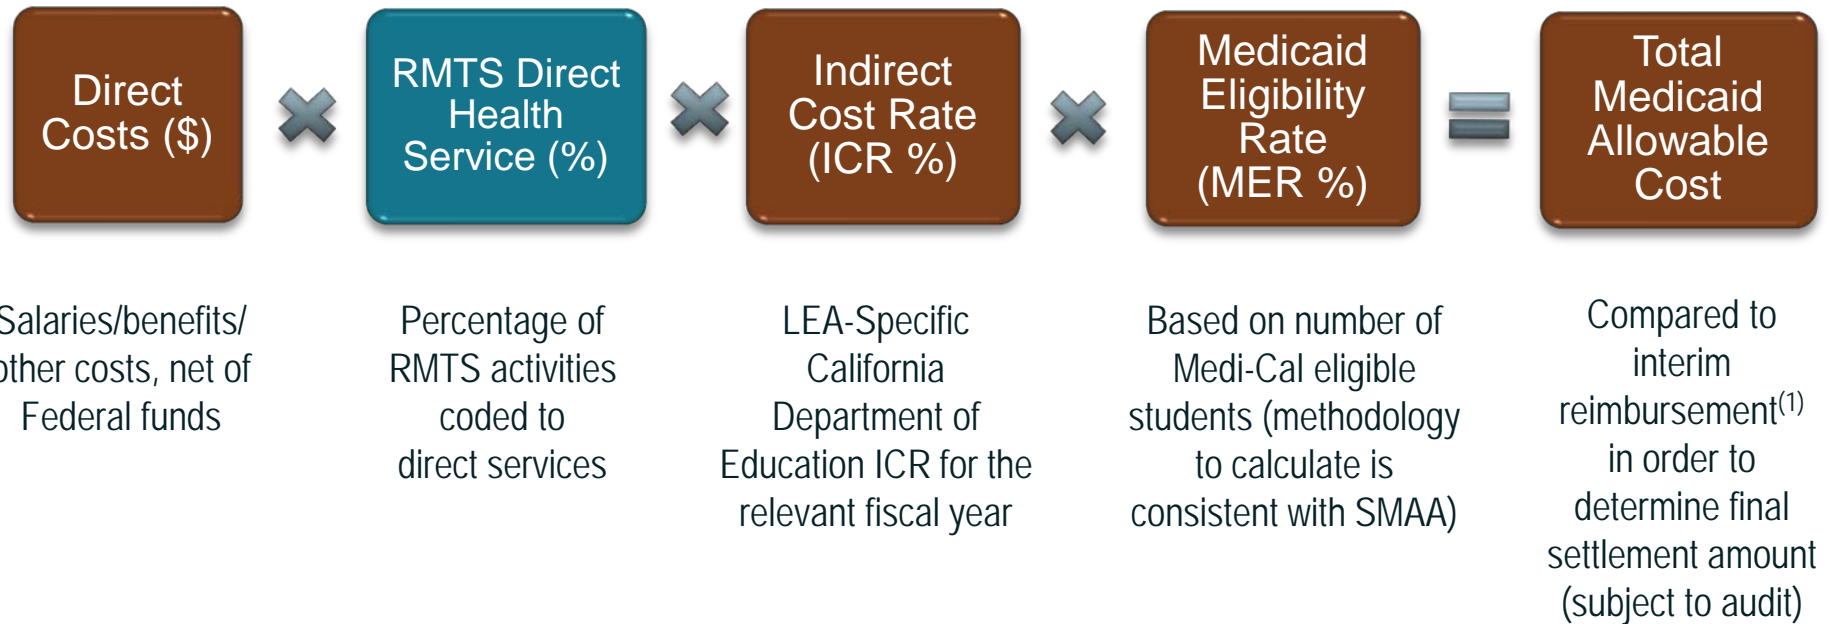 Direct
Costs ($)
RMTS Direct
Health
Service (%)
Indirect
Cost Rate
(ICR %)
Medicaid
Eligibility
Rate
(MER %)
Total
Medicaid
Allowable
Cost
Salaries/benefits/
other costs, net of
Federal funds
Percentage of
RMTS activities
coded to
direct services
LEA-Specific
California
Department of
Education ICR for the
relevant fiscal year
Based on number of
Medi-Cal eligible
students (methodology
to calculate is
consistent with SMAA)
Compared to
interim
reimbursement(1)
in order to
determine final
settlement amount
(subject to audit)